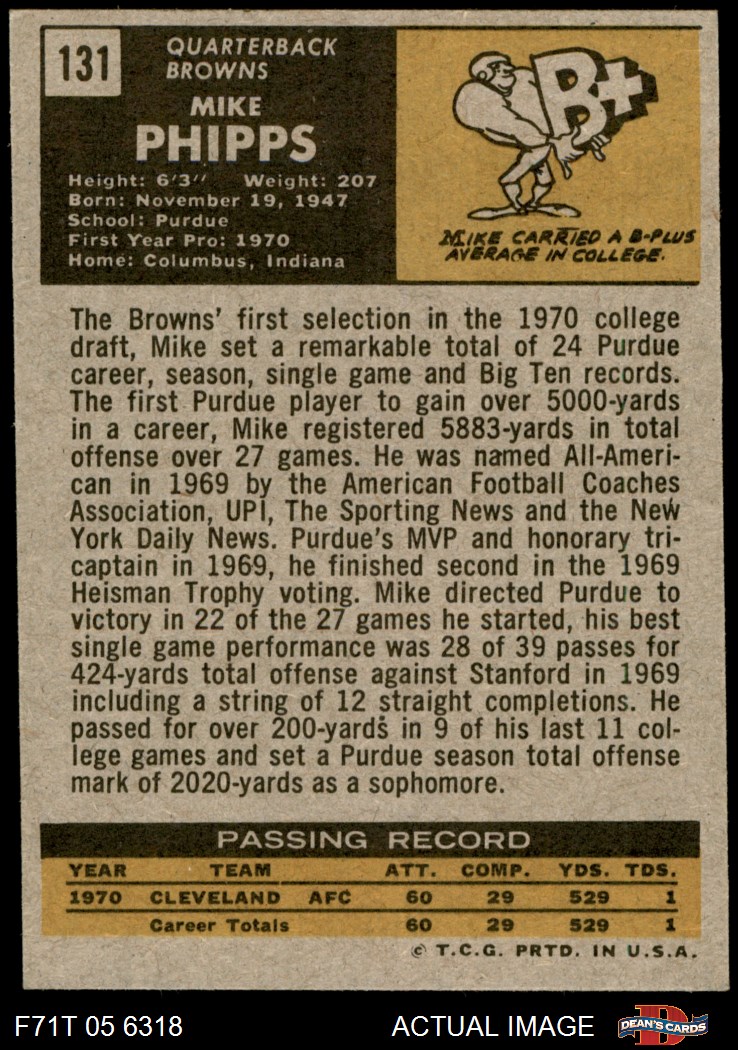 131
QUARTERBACK
BROWNS
MIKE
PHIPPS
Height: 6'3″ Weight: 207
Born: November 19, 1947
School: Purdue
First Year Pro: 1970
Home: Columbus, Indiana
B+
MIKE CARRIED A B-PLUS
AVERAGE IN COLLEGE.
The Browns' first selection in the 1970 college
draft, Mike set a remarkable total of 24 Purdue
career, season, single game and Big Ten records.
The first Purdue player to gain over 5000-yards
in a career, Mike registered 5883-yards in total
offense over 27 games. He was named All-Ameri-
can in 1969 by the American Football Coaches
Association, UPI, The Sporting News and the New
York Daily News. Purdue's MVP and honorary tri-
captain in 1969, he finished second in the 1969
Heisman Trophy voting. Mike directed Purdue to
victory in 22 of the 27 games he started, his best
single game performance was 28 of 39 passes for
424-yards total offense against Stanford in 1969
including a string of 12 straight completions. He
passed for over 200-yards in 9 of his last 11 col-
lege games and set a Purdue season total offense
mark of 2020-yards as a sophomore.
PASSING RECORD
YEAR TEAM ATT. COMP. YDS. TDS.
1970 CLEVELAND AFC 60 29 529 1
Career Totals 60 29 529 1
© T.C.G. PRTD. IN U.S.A.
F71T 05 6318 ACTUAL IMAGE D DEAN'S CARDS